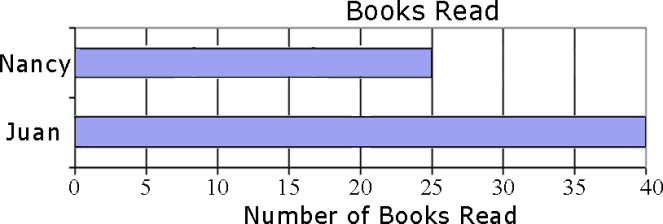 Books Read
Nancy
Juan
0 5 10 15 20 25 30 35 40
Number of Books Read